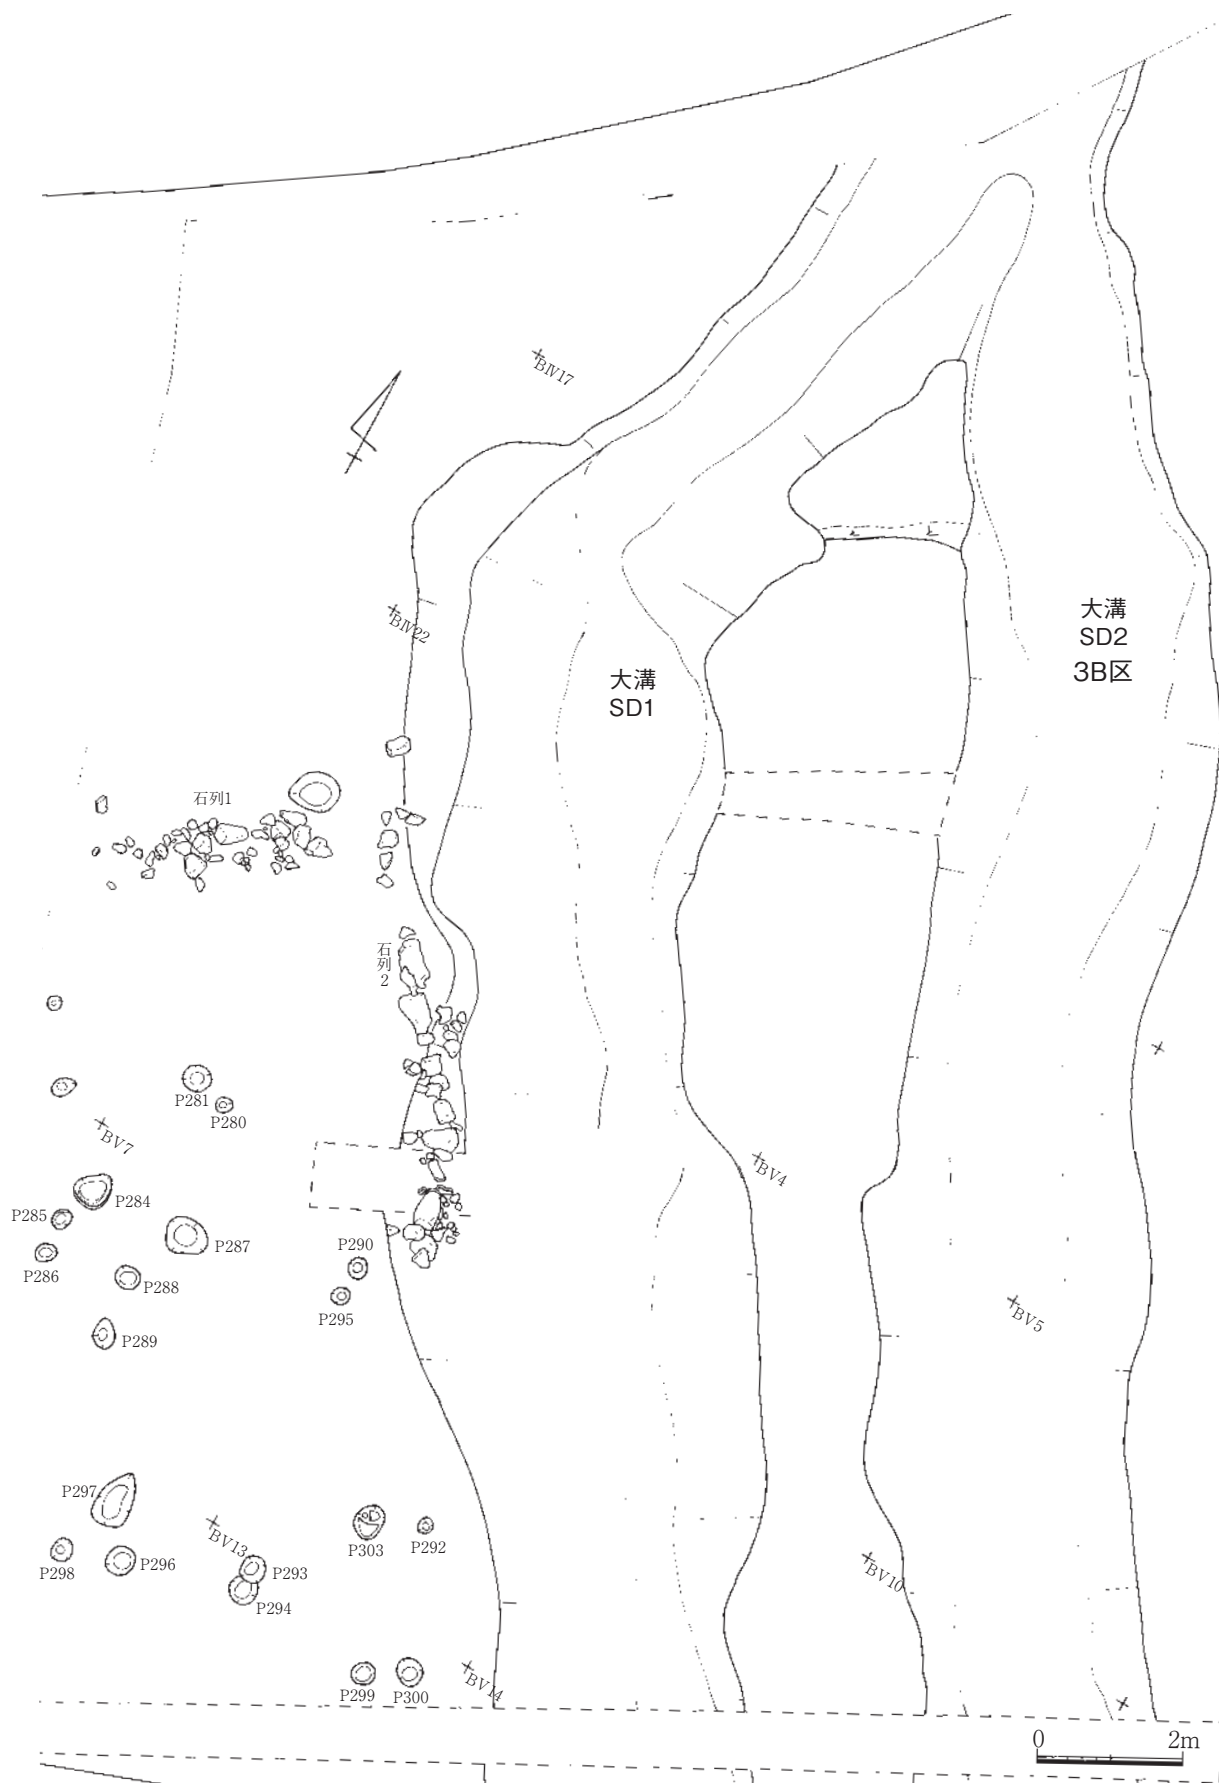 BⅣ17
BⅣ22
大溝
SD1
大溝
SD2
3B区
石列1
石列2
P281
P280
BV7
P284
P285
P286
P287
P288
P289
P290
P295
BV4
BV5
P297
P298
P296
BV13
P293
P294
P303
P292
BV10
P299
P300
BV14
0
2m